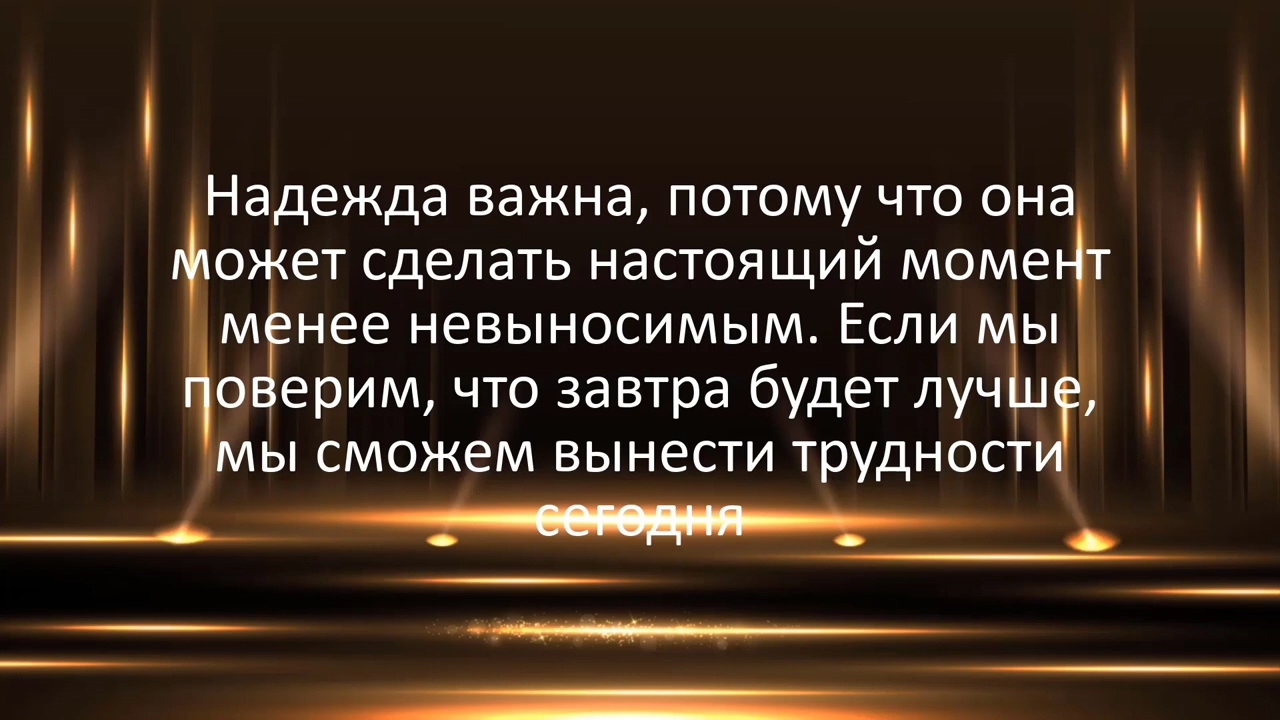 Надежда важна, потому что она
может сделать настоящий момент
менее невыносимым. Если мы
поверим, что завтра будет лучше,
мы сможем вынести трудности
сегодня